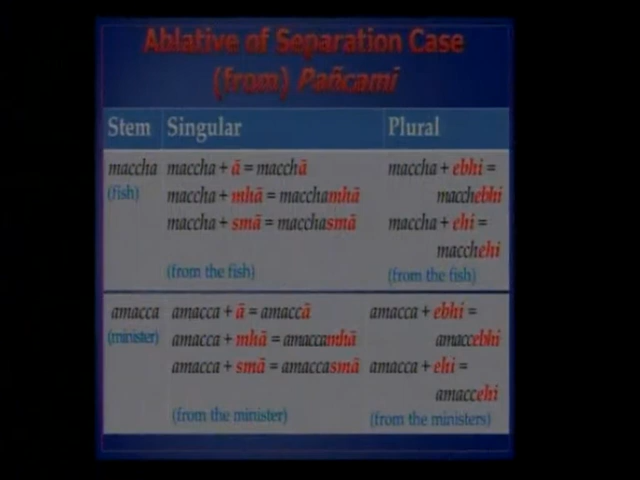 Ablative of Separation Case
(from) Pañcamī
Stem Singular Plural
maccha maccha + ā = macchā maccha + ebhi =
(fish) maccha + mhā = macchamhā macchebhi
maccha + smā = macchasmā maccha + ehi =
macchehi
(from the fish) (from the fish)
amacca amacca + ā = amaccā amacca + ebhi =
(minister) amacca + mhā = amaccamhā amaccebhi
amacca + smā = amaccasmā amacca + ehi =
amaccehi
(from the minister) (from the ministers)